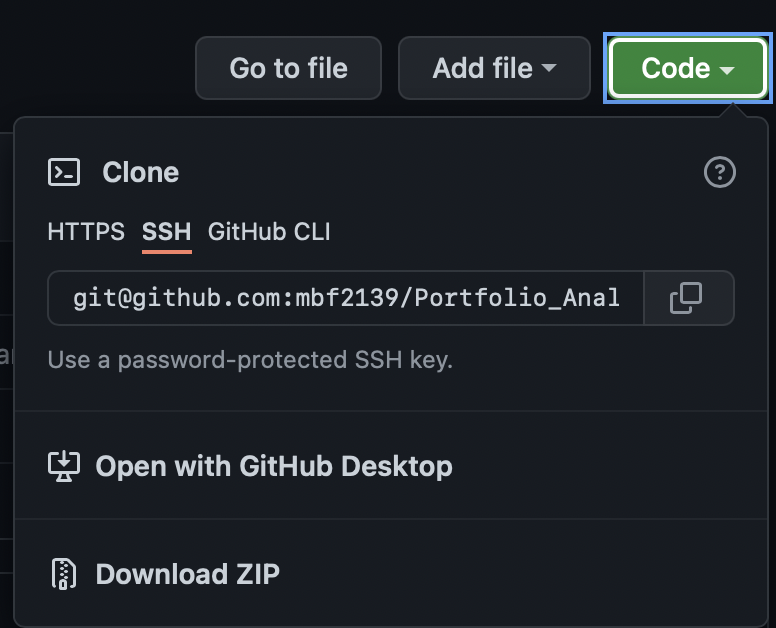 Go to file Add file Code
Clone
HTTPS SSH GitHub CLI
git@github.com:mbf2139/Portfolio_Anal
Use a password-protected SSH key.
Open with GitHub Desktop
Download ZIP